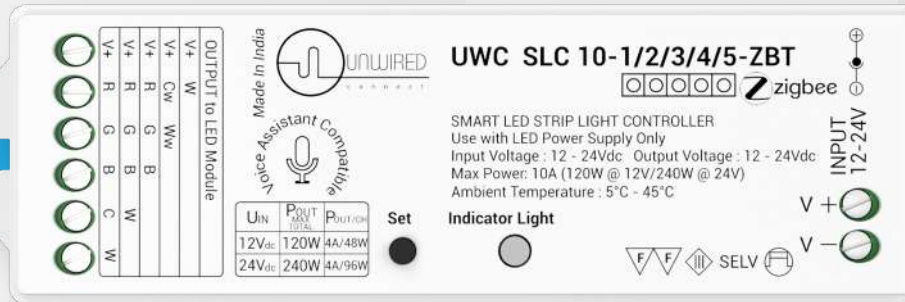 OUTPUT to LED Module
V+ W
V+ Cw Ww
V+ R G B
V+ R G B W
V+ R G B C W
Made In India
UNWIRED
connect
Voice Assistant Compatible
UIN POUT MAX TOTAL POUT/CH
12Vdc 120W 4A/48W
24Vdc 240W 4A/96W
Set
UWC SLC 10-1/2/3/4/5-ZBT
zigbee
SMART LED STRIP LIGHT CONTROLLER
Use with LED Power Supply Only
Input Voltage : 12 - 24Vdc Output Voltage : 12 - 24Vdc
Max Power: 10A (120W @ 12V/240W @ 24V)
Ambient Temperature : 5°C - 45°C
Indicator Light
F F SELV
INPUT
12-24V
V +
V −